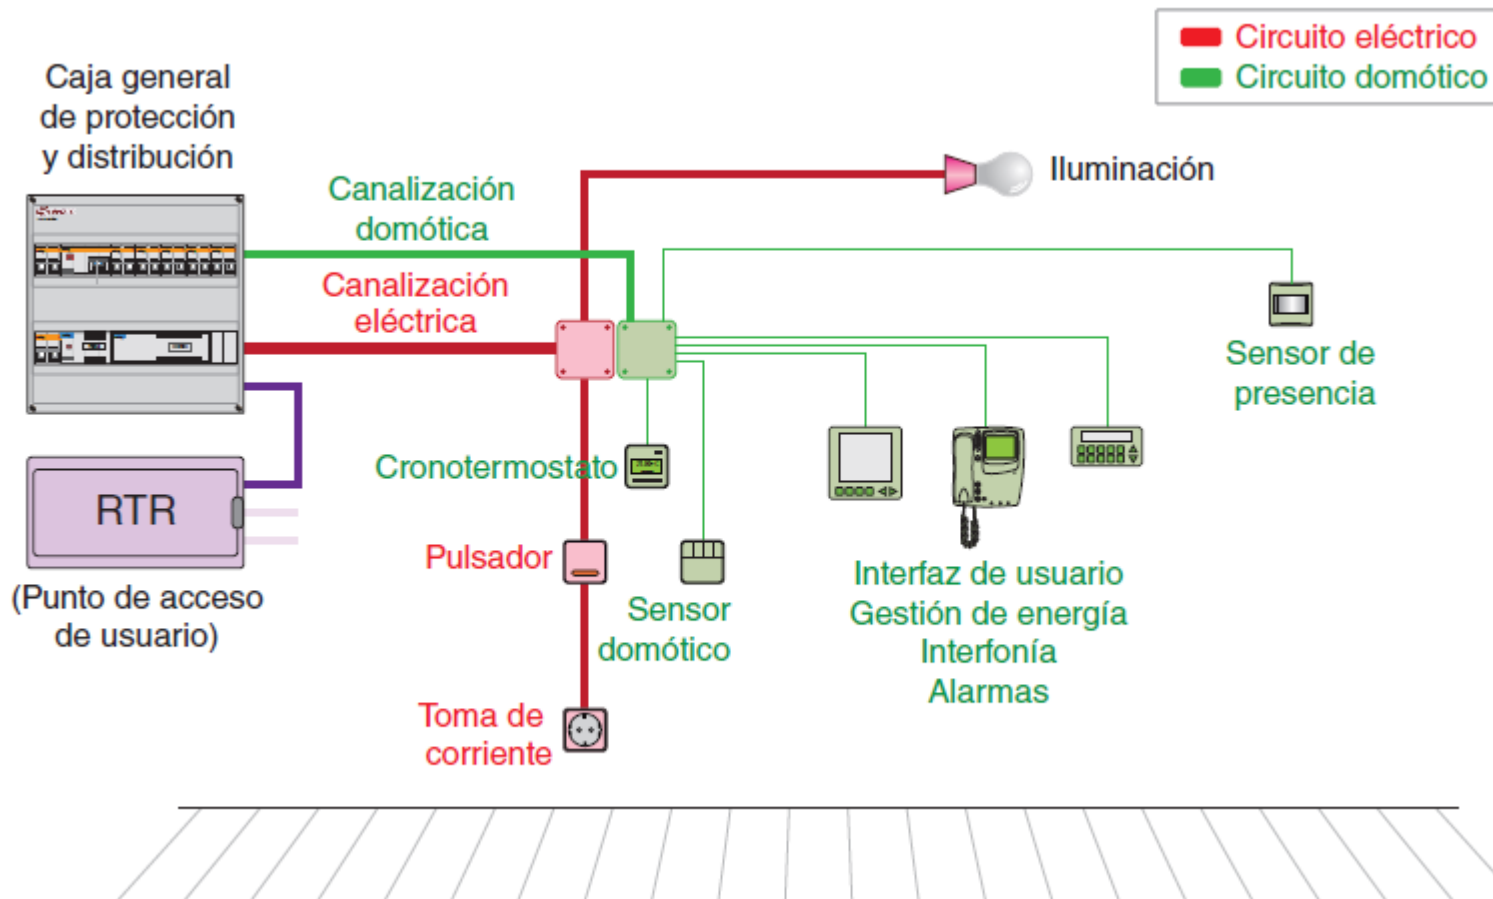 Circuito eléctrico
Circuito domótico
Caja general
de protección
y distribución
Canalización
domótica
Canalización
eléctrica
Iluminación
Sensor de
presencia
Cronotermostato
RTR
(Punto de acceso
de usuario)
Pulsador
Sensor
domótico
Interfaz de usuario
Gestión de energía
Interfonía
Alarmas
Toma de
corriente